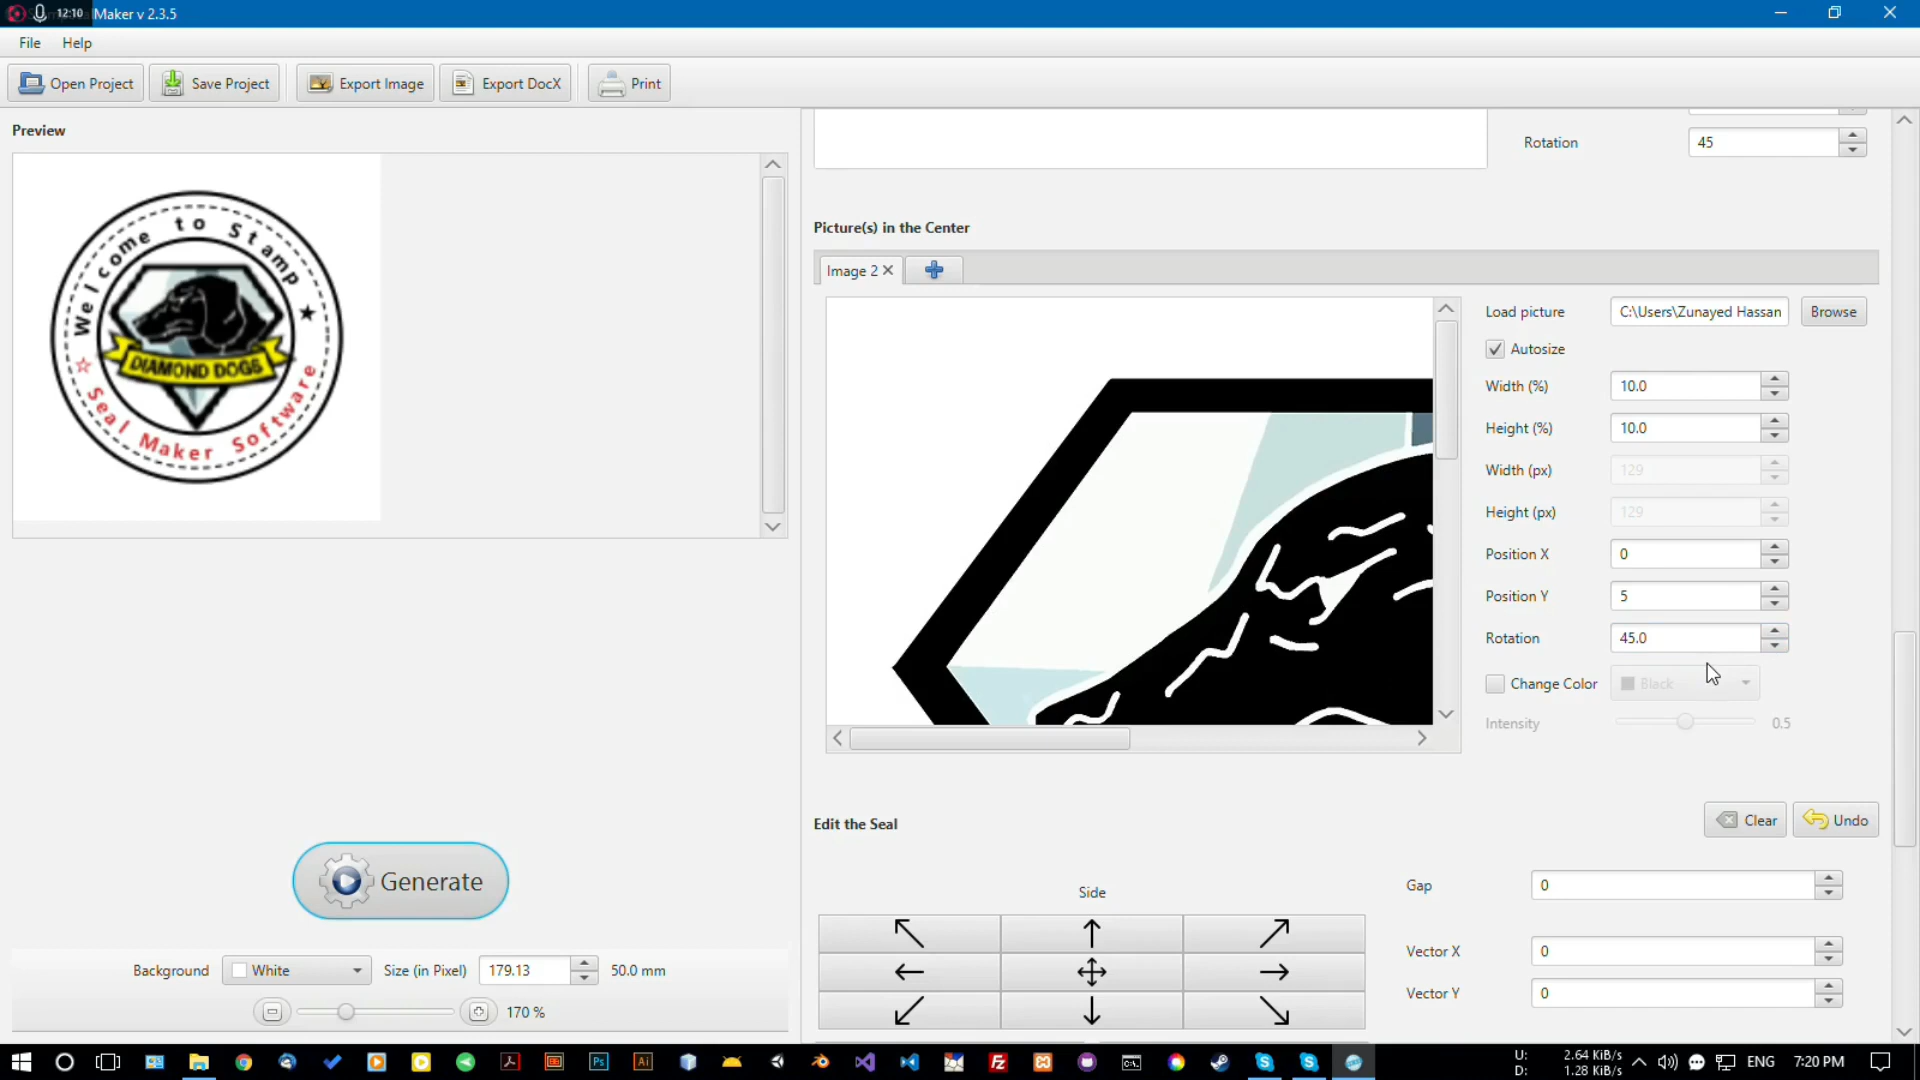 12:10 Maker v 2.3.5
File Help
Open Project Save Project Export Image Export DocX Print
Preview
Welcome to Stamp
DIAMOND DOGS
Seal Maker Software
Generate
Background White Size (in Pixel) 179.13 50.0 mm
170 %
Rotation 45
Picture(s) in the Center
Image 2
Load picture C:\Users\Zunayed Hassan Browse
Autosize
Width (%) 10.0
Height (%) 10.0
Width (px) 129
Height (px) 129
Position X 0
Position Y 5
Rotation 45.0
Change Color Black
Intensity 0.5
Edit the Seal Clear Undo
Side
Gap 0
Vector X 0
Vector Y 0
U: 2.64 KiB/s
D: 1.28 KiB/s
ENG 7:20 PM